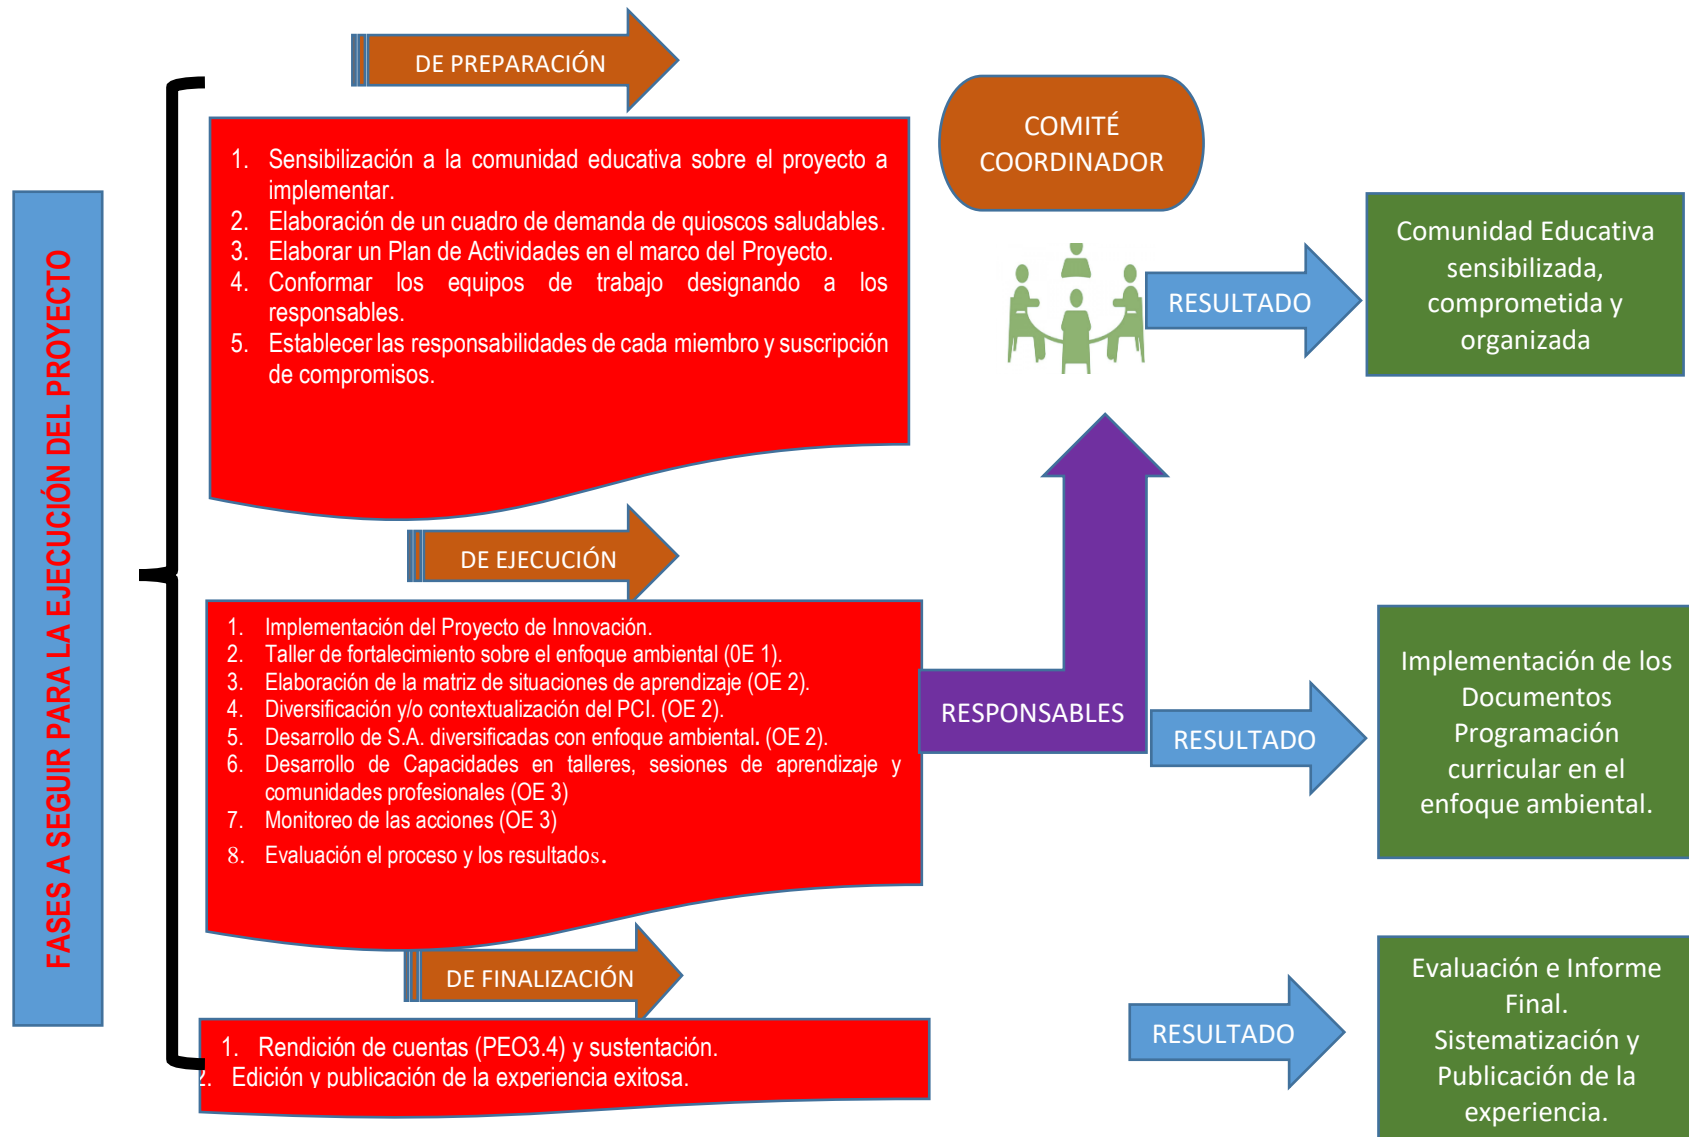 FASES A SEGUIR PARA LA EJECUCIÓN DEL PROYECTO
DE PREPARACIÓN
1. Sensibilización a la comunidad educativa sobre el proyecto a
implementar.
2. Elaboración de un cuadro de demanda de quioscos saludables.
3. Elaborar un Plan de Actividades en el marco del Proyecto.
4. Conformar los equipos de trabajo designando a los
responsables.
5. Establecer las responsabilidades de cada miembro y suscripción
de compromisos.
COMITÉ
COORDINADOR
RESULTADO
Comunidad Educativa
sensibilizada,
comprometida y
organizada
DE EJECUCIÓN
1. Implementación del Proyecto de Innovación.
2. Taller de fortalecimiento sobre el enfoque ambiental (0E 1).
3. Elaboración de la matriz de situaciones de aprendizaje (OE 2).
4. Diversificación y/o contextualización del PCI. (OE 2).
5. Desarrollo de S.A. diversificadas con enfoque ambiental. (OE 2).
6. Desarrollo de Capacidades en talleres, sesiones de aprendizaje y
comunidades profesionales (OE 3)
7. Monitoreo de las acciones (OE 3)
8. Evaluación el proceso y los resultados.
RESPONSABLES
RESULTADO
Implementación de los
Documentos
Programación
curricular en el
enfoque ambiental.
DE FINALIZACIÓN
1. Rendición de cuentas (PEO3.4) y sustentación.
2. Edición y publicación de la experiencia exitosa.
RESULTADO
Evaluación e Informe
Final.
Sistematización y
Publicación de la
experiencia.